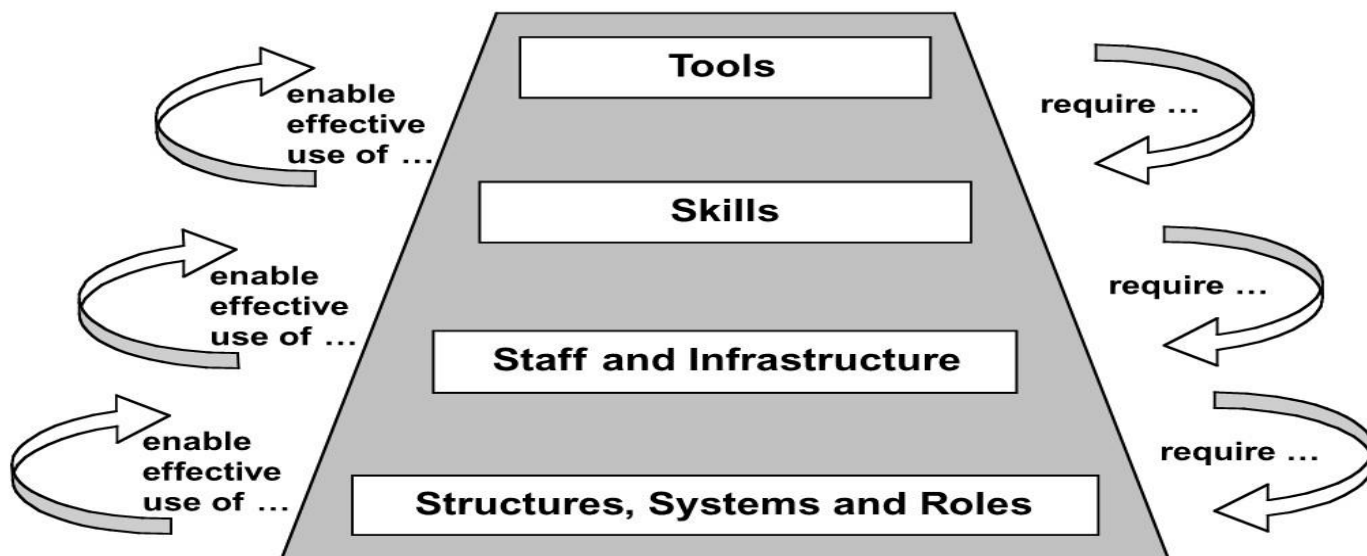 Tools
enable
effective
use of …
require …
Skills
enable
effective
use of …
require …
Staff and Infrastructure
enable
effective
use of …
require …
Structures, Systems and Roles